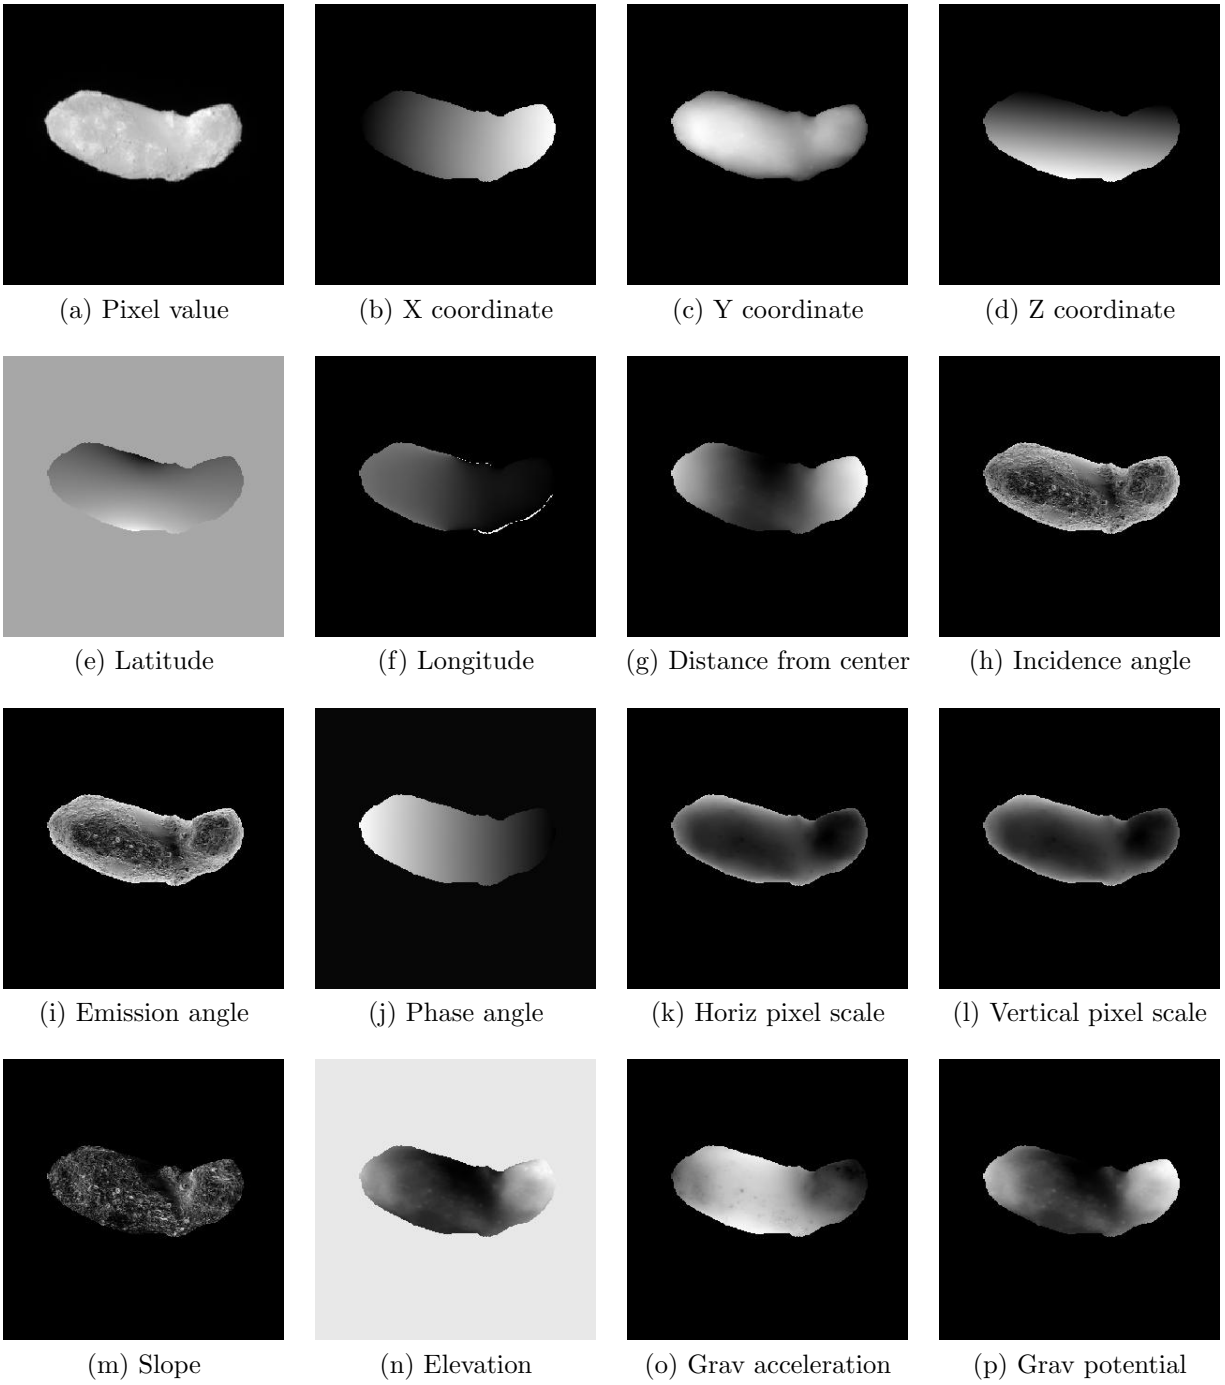 (a) Pixel value
(b) X coordinate
(c) Y coordinate
(d) Z coordinate
(e) Latitude
(f) Longitude
(g) Distance from center
(h) Incidence angle
(i) Emission angle
(j) Phase angle
(k) Horiz pixel scale
(l) Vertical pixel scale
(m) Slope
(n) Elevation
(o) Grav acceleration
(p) Grav potential